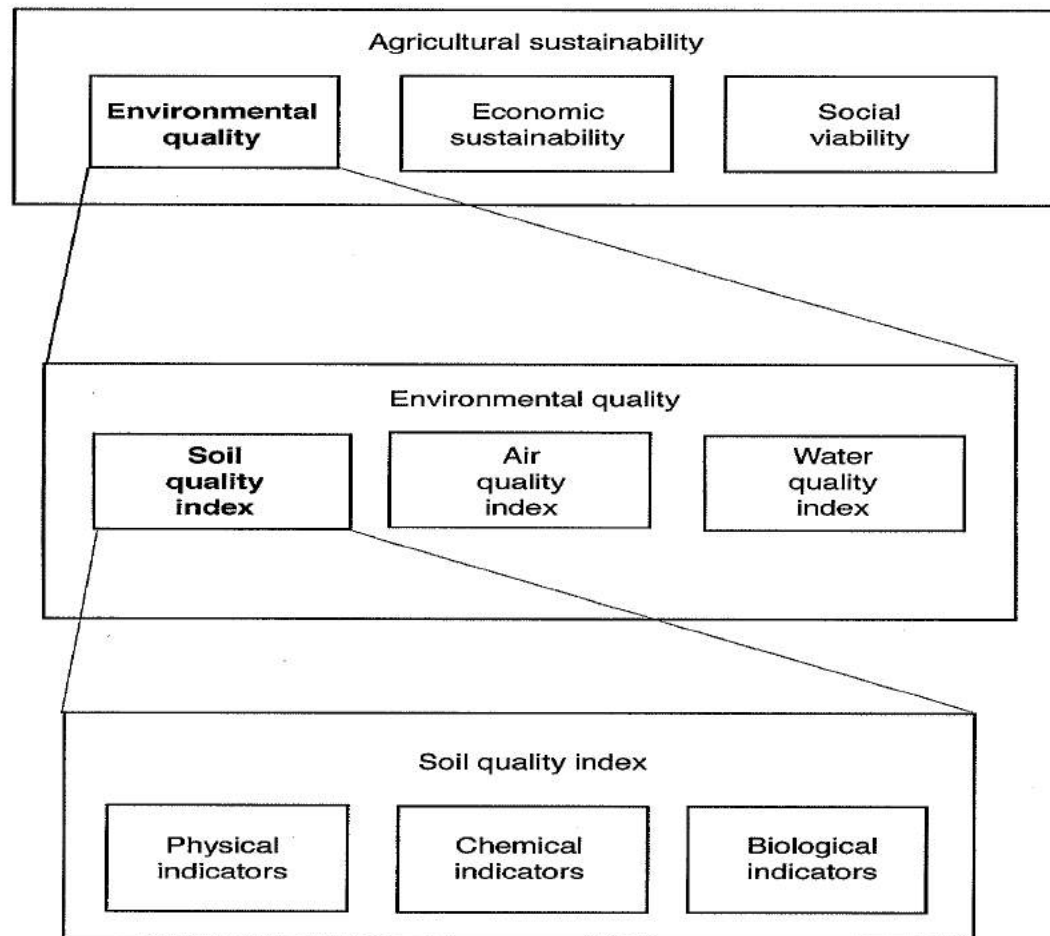 Agricultural sustainability
Environmental
quality
Economic
sustainability
Social
viability
Environmental quality
Soil
quality
index
Air
quality
index
Water
quality
index
Soil quality index
Physical
indicators
Chemical
indicators
Biological
indicators